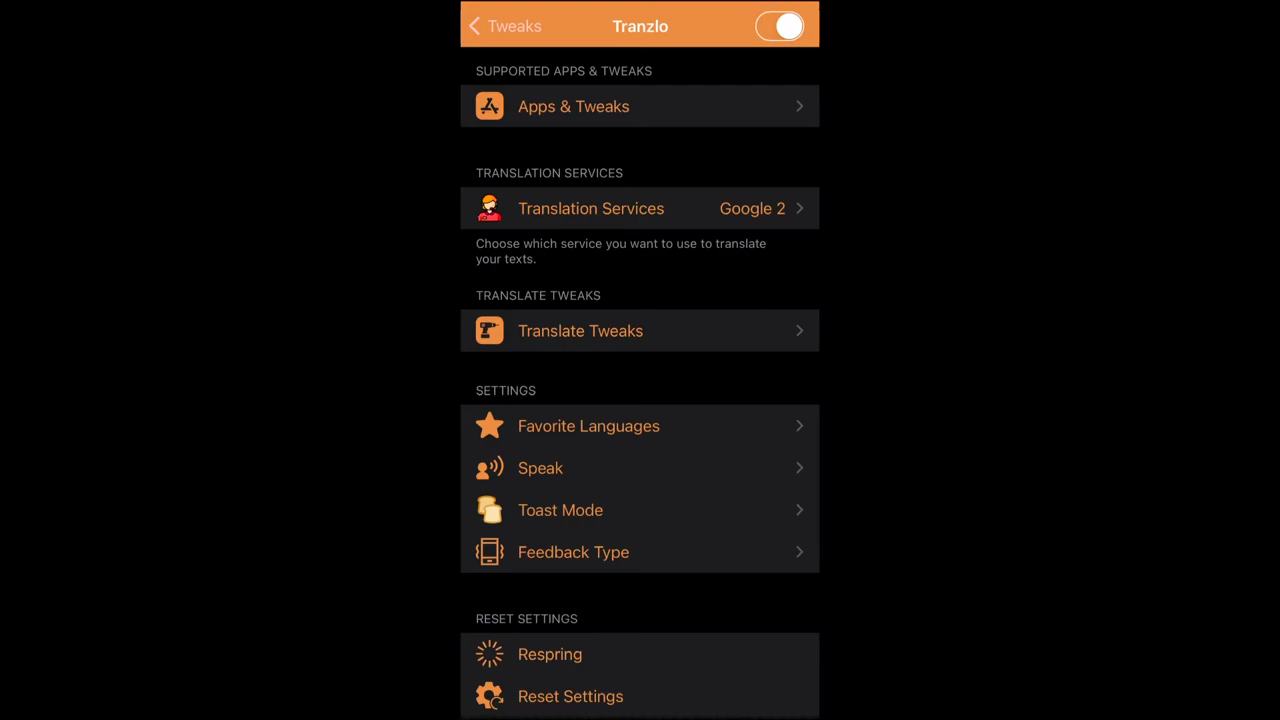 Tweaks
Tranzlo
SUPPORTED APPS & TWEAKS
Apps & Tweaks
TRANSLATION SERVICES
Translation Services Google 2
Choose which service you want to use to translate
your texts.
TRANSLATE TWEAKS
Translate Tweaks
SETTINGS
Favorite Languages
Speak
Toast Mode
Feedback Type
RESET SETTINGS
Respring
Reset Settings